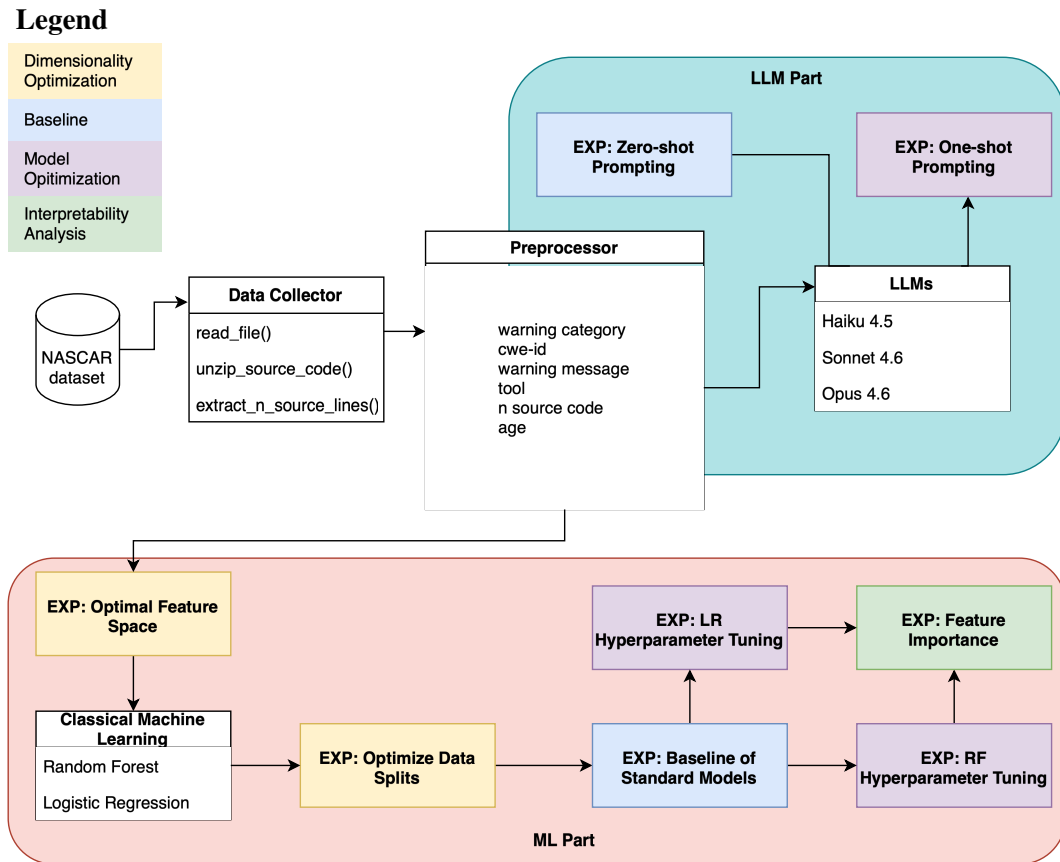 Legend
Dimensionality
Optimization
Baseline
Model
Opitimization
Interpretability
Analysis
LLM Part
EXP: Zero-shot
Prompting
EXP: One-shot
Prompting
Preprocessor
warning category
cwe-id
warning message
tool
n source code
age
LLMs
Haiku 4.5
Sonnet 4.6
Opus 4.6
NASCAR
dataset
Data Collector
read_file()
unzip_source_code()
extract_n_source_lines()
EXP: Optimal Feature
Space
Classical Machine
Learning
Random Forest
Logistic Regression
EXP: Optimize Data
Splits
EXP: LR
Hyperparameter Tuning
EXP: Feature
Importance
EXP: Baseline of
Standard Models
EXP: RF
Hyperparameter Tuning
ML Part